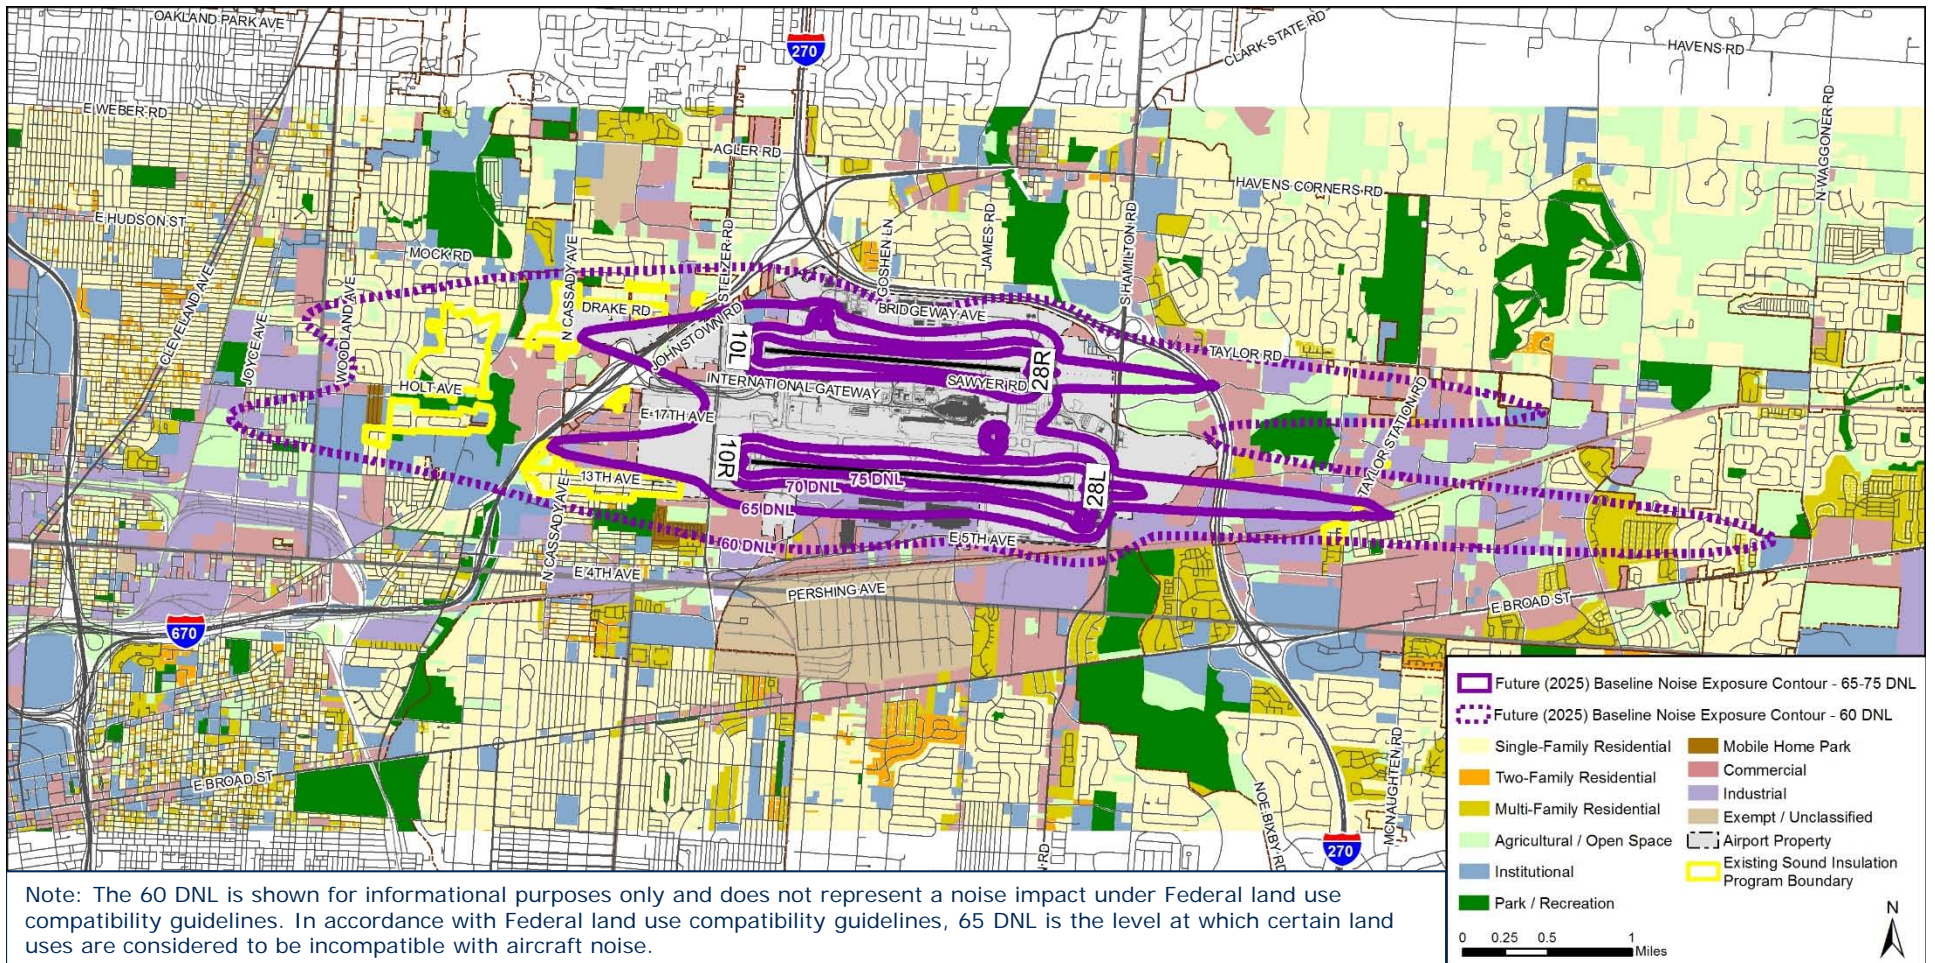 OAKLAND PARK AVE
270
CLARK STATE RD
HAVENS RD
E WEBER RD
N WAGGONER RD
AGLER RD
HAVENS CORNERS RD
E HUDSON ST
STELZER RD
GOSHEN LN
JAMES RD
S HAMILTON RD
MOCK RD
N CASSADY AVE
CLEVELAND AVE
WOODLAND AVE
JOYCE AVE
DRAKE RD
JOHNSTOWN RD
BRIDGEWAY AVE
10L
28R
TAYLOR RD
INTERNATIONAL GATEWAY
SAWYER RD
HOLT AVE
E 17TH AVE
TAYLOR STATION RD
10R
28L
13TH AVE
70 DNL
75 DNL
65 DNL
60 DNL
E 5TH AVE
N CASSADY AVE
E 4TH AVE
PERSHING AVE
E BROAD ST
670
E BROAD ST
NOE BIXBY RD
MCNAUGHTEN RD
N RD
270
Future (2025) Baseline Noise Exposure Contour - 65-75 DNL
Future (2025) Baseline Noise Exposure Contour - 60 DNL
Single-Family Residential
Two-Family Residential
Multi-Family Residential
Agricultural / Open Space
Institutional
Park / Recreation
Mobile Home Park
Commercial
Industrial
Exempt / Unclassified
Airport Property
Existing Sound Insulation
Program Boundary
N
0 0.25 0.5 1
Miles
Note: The 60 DNL is shown for informational purposes only and does not represent a noise impact under Federal land use
compatibility guidelines. In accordance with Federal land use compatibility guidelines, 65 DNL is the level at which certain land
uses are considered to be incompatible with aircraft noise.